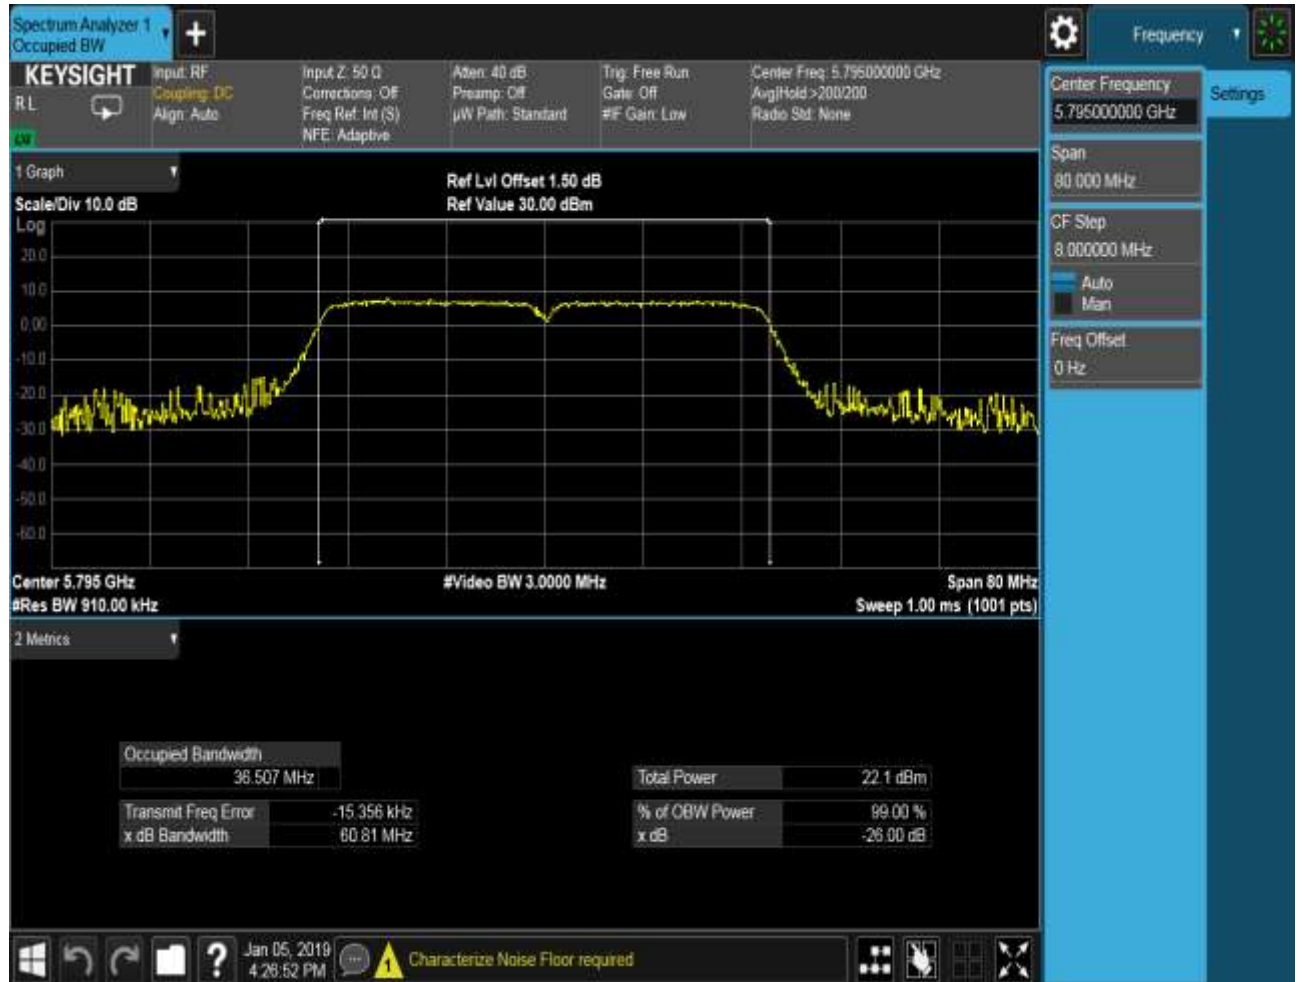 Spectrum Analyzer 1
Occupied BW
Frequency
KEYSIGHT
Input: RF
Coupling: DC
Align: Auto
Input Z: 50 Ω
Corrections: Off
Freq Ref: Int (S)
NFE: Adaptive
Atten: 40 dB
Preamp: Off
µW Path: Standard
Trig: Free Run
Gate: Off
#IF Gain: Low
Center Freq: 5.795000000 GHz
Avg|Hold:>200/200
Radio Std: None
R L
Center Frequency
5.795000000 GHz
Settings
Span
80.000 MHz
CF Step
8.000000 MHz
Auto
Man
Freq Offset
0 Hz
1 Graph
Scale/Div 10.0 dB
Ref Lvl Offset 1.50 dB
Ref Value 30.00 dBm
Log
20.0
10.0
0.00
-10.0
-20.0
-30.0
-40.0
-50.0
-60.0
Center 5.795 GHz
#Video BW 3.0000 MHz
Span 80 MHz
#Res BW 910.00 kHz
Sweep 1.00 ms (1001 pts)
2 Metrics
Occupied Bandwidth
36.507 MHz
Total Power 22.1 dBm
Transmit Freq Error -15.356 kHz
% of OBW Power 99.00 %
x dB Bandwidth 60.81 MHz
x dB -26.00 dB
?
Jan 05, 2019
4:26:52 PM
1
Characterize Noise Floor required